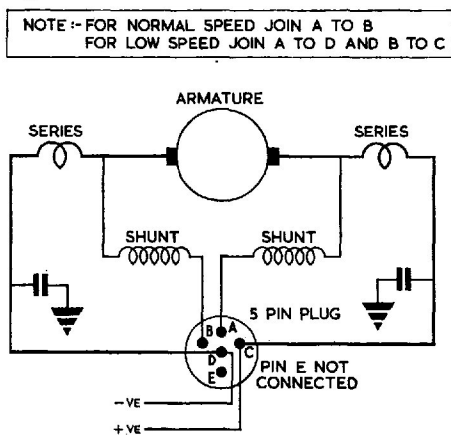 NOTE :- FOR NORMAL SPEED JOIN A TO B
FOR LOW SPEED JOIN A TO D AND B TO C
ARMATURE
SERIES
SERIES
SHUNT
SHUNT
5 PIN PLUG
B
A
D
C
E
PIN E NOT
CONNECTED
-VE
+VE